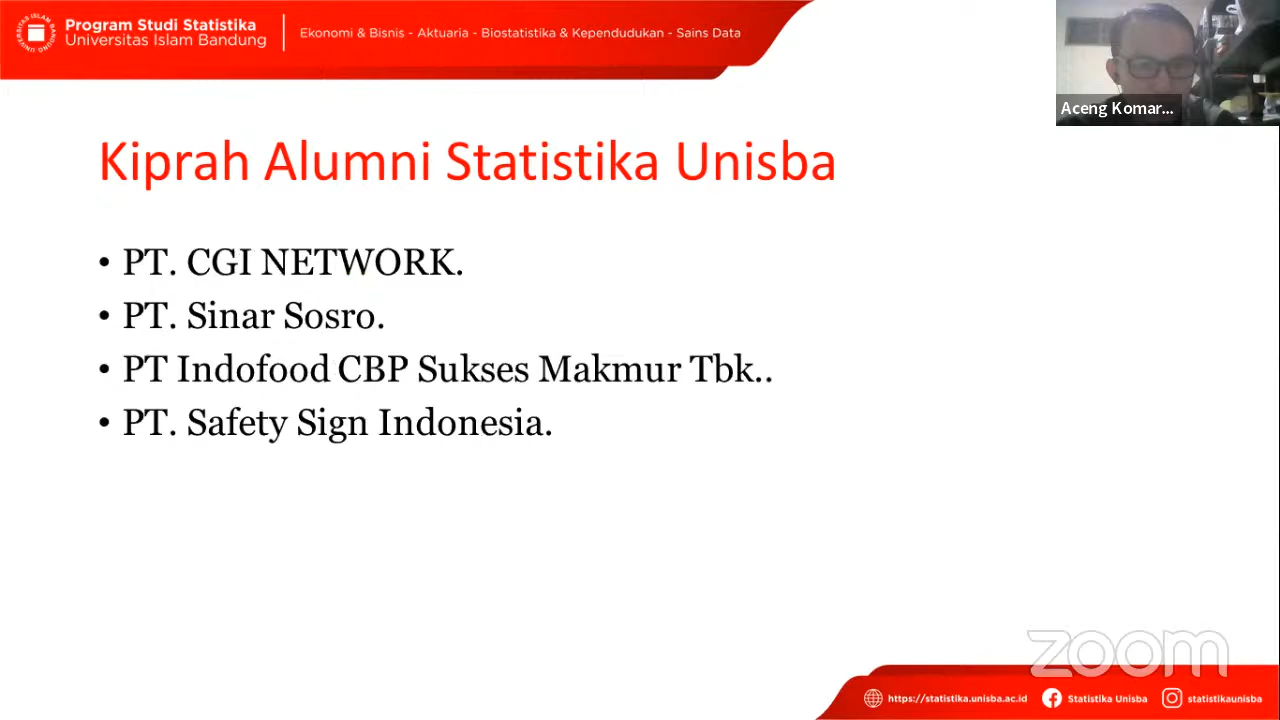 Program Studi Statistika
Universitas Islam Bandung
Ekonomi & Bisnis - Aktuaria - Biostatistika & Kependudukan - Sains Data
Aceng Komar...
Kiprah Alumni Statistika Unisba
• PT. CGI NETWORK.
• PT. Sinar Sosro.
• PT Indofood CBP Sukses Makmur Tbk..
• PT. Safety Sign Indonesia.
zoom
https://statistika.unisba.ac.id
Statistika Unisba
statistikaunisba